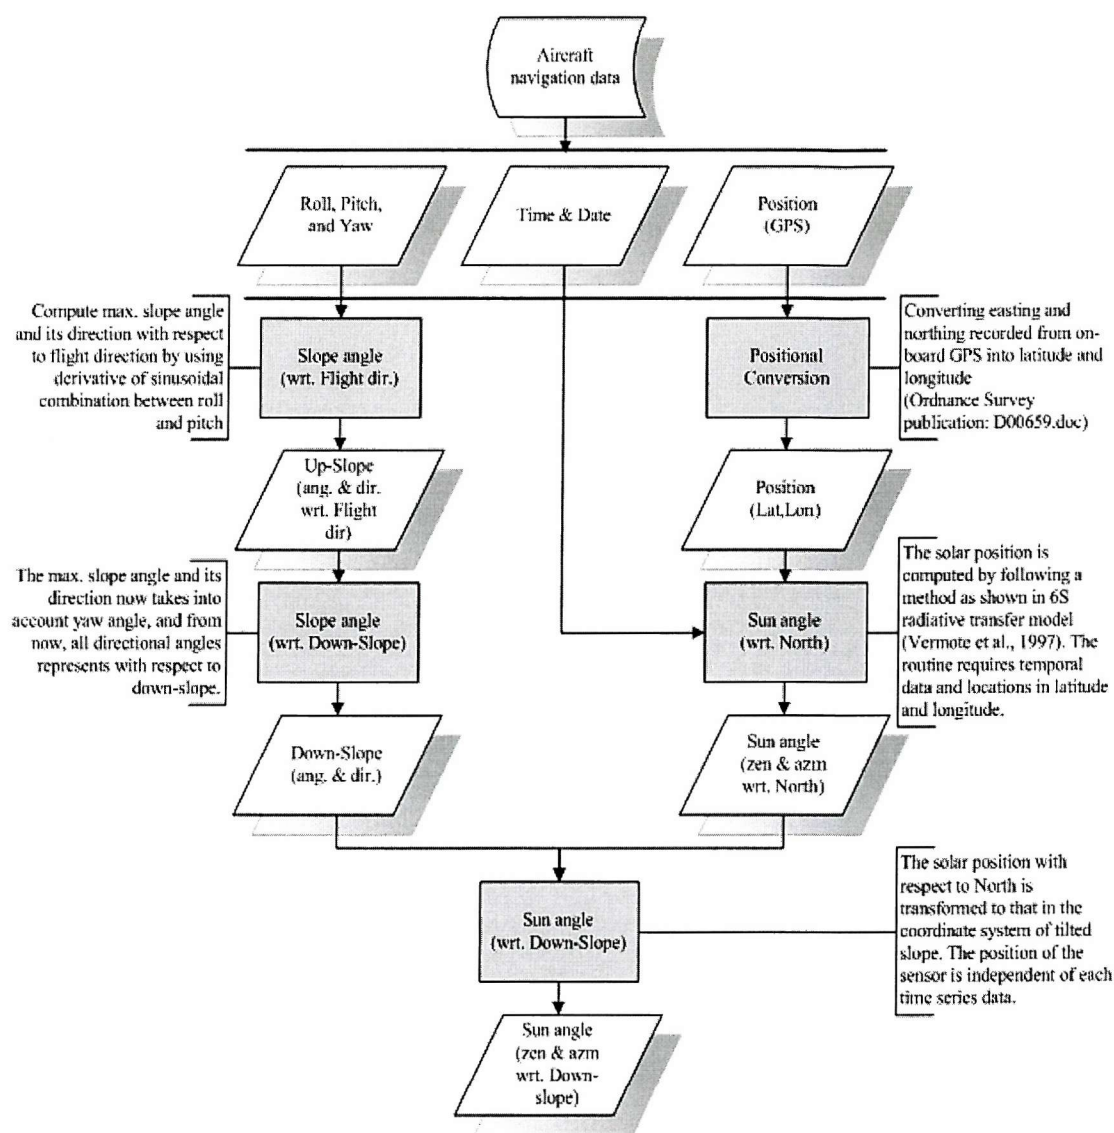 Aircraft
navigation data
Roll, Pitch,
and Yaw
Time & Date
Position
(GPS)
Compute max. slope angle
and its direction with respect
to flight direction by using
derivative of sinusoidal
combination between roll
and pitch
Slope angle
(wrt. Flight dir.)
Positional
Conversion
Converting easting and
northing recorded from on-
board GPS into latitude and
longitude
(Ordnance Survey
publication: D00659.doc)
Up-Slope
(ang. & dir.
wrt. Flight
dir)
Position
(Lat,Lon)
The max. slope angle and its
direction now takes into
account yaw angle, and from
now, all directional angles
represents with respect to
down-slope.
Slope angle
(wrt. Down-Slope)
Sun angle
(wrt. North)
The solar position is
computed by following a
method as shown in 6S
radiative transfer model
(Vermote et al., 1997). The
routine requires temporal
data and locations in latitude
and longitude.
Down-Slope
(ang. & dir.)
Sun angle
(zen & azm
wrt. North)
Sun angle
(wrt. Down-Slope)
The solar position with
respect to North is
transformed to that in the
coordinate system of tilted
slope. The position of the
sensor is independent of each
time series data.
Sun angle
(zen & azm
wrt. Down-
slope)